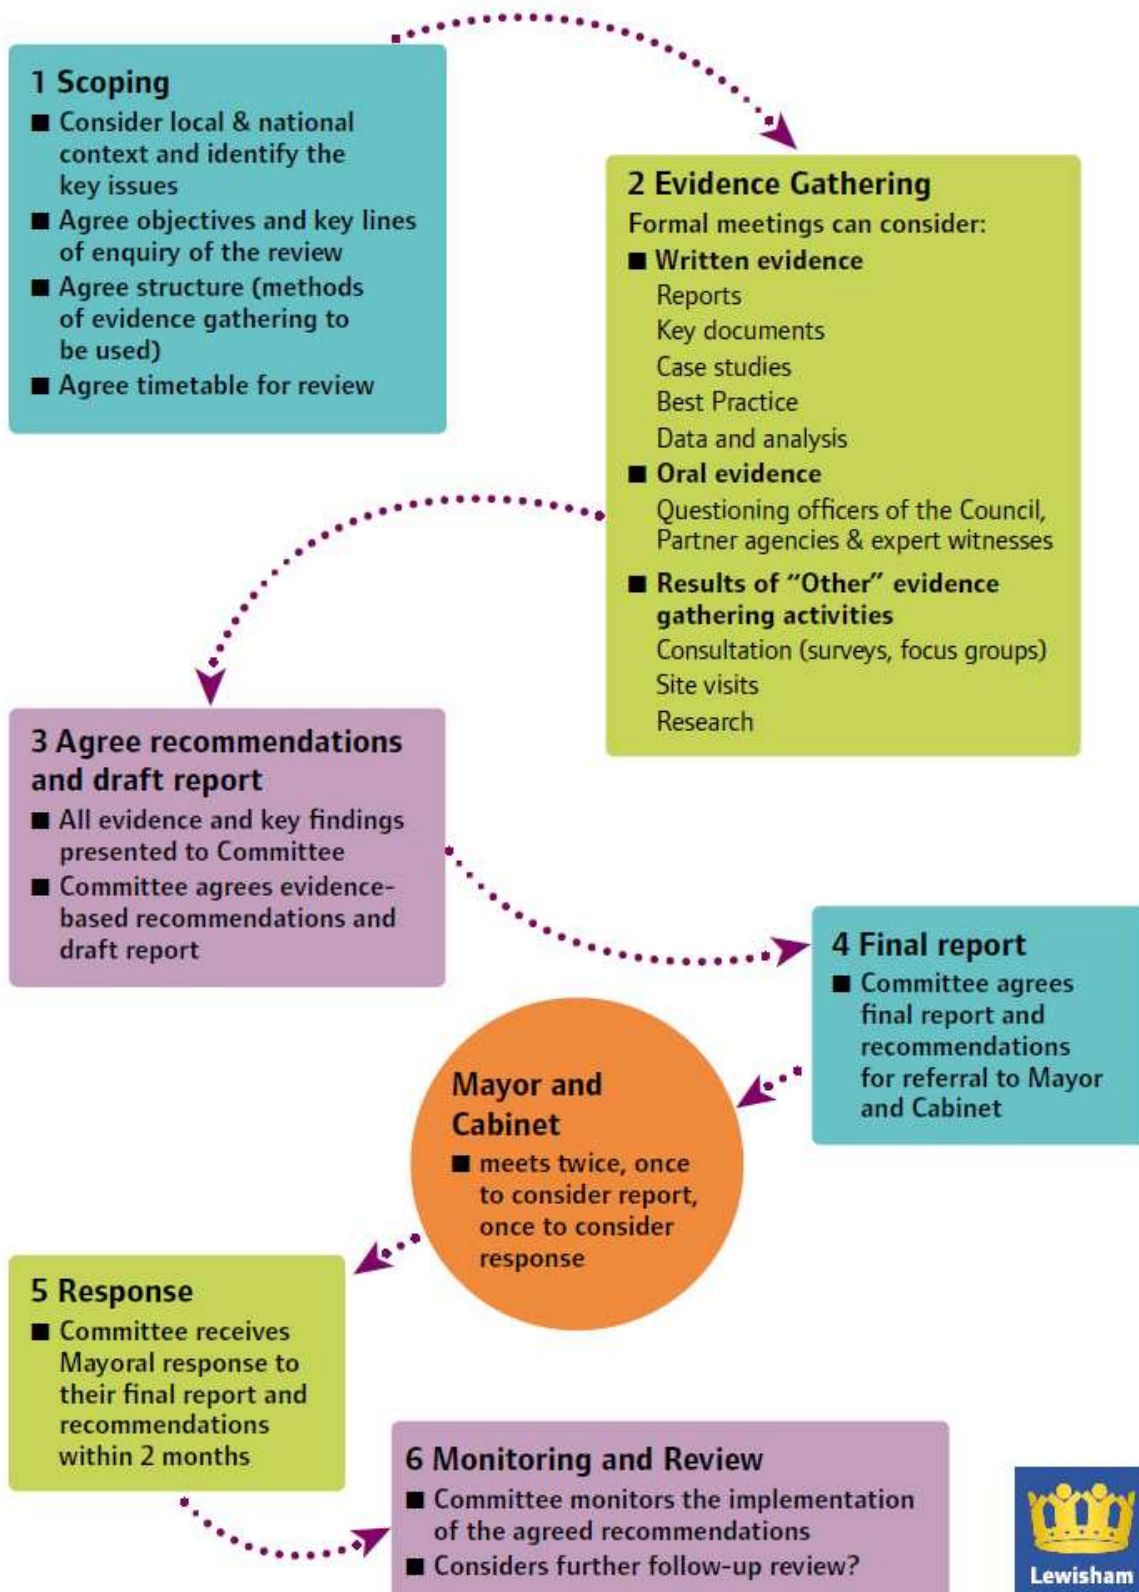 1 Scoping
■ Consider local & national
context and identify the
key issues
■ Agree objectives and key lines
of enquiry of the review
■ Agree structure (methods
of evidence gathering to
be used)
■ Agree timetable for review
2 Evidence Gathering
Formal meetings can consider:
■ Written evidence
Reports
Key documents
Case studies
Best Practice
Data and analysis
■ Oral evidence
Questioning officers of the Council,
Partner agencies & expert witnesses
■ Results of “Other” evidence
gathering activities
Consultation (surveys, focus groups)
Site visits
Research
3 Agree recommendations
and draft report
■ All evidence and key findings
presented to Committee
■ Committee agrees evidence-
based recommendations and
draft report
4 Final report
■ Committee agrees
final report and
recommendations
for referral to Mayor
and Cabinet
Mayor and
Cabinet
■ meets twice, once
to consider report,
once to consider
response
5 Response
■ Committee receives
Mayoral response to
their final report and
recommendations
within 2 months
6 Monitoring and Review
■ Committee monitors the implementation
of the agreed recommendations
■ Considers further follow-up review?
Lewisham